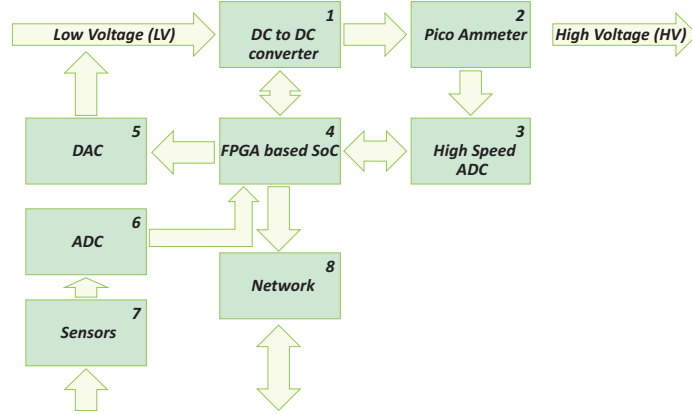 1
2
Low Voltage (LV)
DC to DC
converter
Pico Ammeter
High Voltage (HV)
5
DAC
4
FPGA based SoC
3
High Speed
ADC
6
ADC
8
Network
7
Sensors